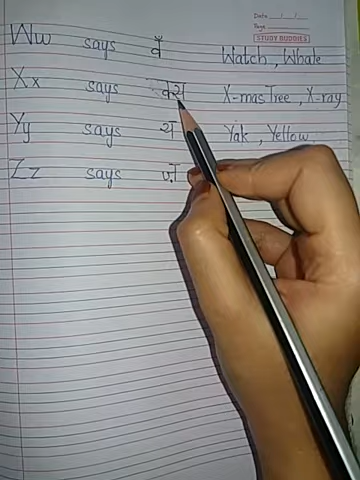 Date / /
Page
STUDY BUDDIES
Ww says वॅ Watch, Whale
Xx says क्स X-mas Tree, X-ray
Yy says य Yak, Yellow
Zz says ज़